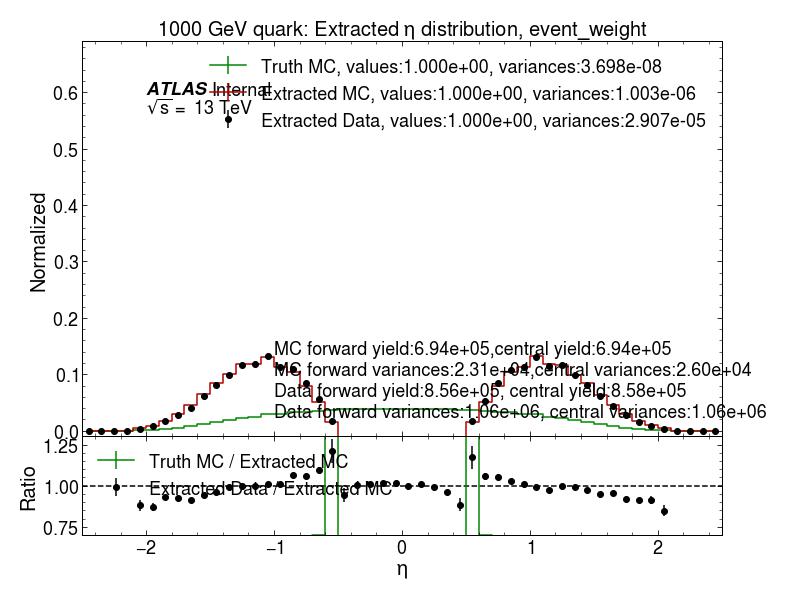 1000 GeV quark: Extracted η distribution, event_weight
Truth MC, values:1.000e+00, variances:3.698e-08
ATLAS Internal
Extracted MC, values:1.000e+00, variances:1.003e-06
√s = 13 TeV
Extracted Data, values:1.000e+00, variances:2.907e-05
Normalized
0.6
0.5
0.4
0.3
0.2
0.1
0.0
MC forward yield:6.94e+05,central yield:6.94e+05
MC forward variances:2.31e+04,central variances:2.60e+04
Data forward yield:8.56e+05, central yield:8.58e+05
Data forward variances:1.06e+06, central variances:1.06e+06
Ratio
1.25
1.00
0.75
Truth MC / Extracted MC
Extracted Data / Extracted MC
−2
−1
0
1
2
η